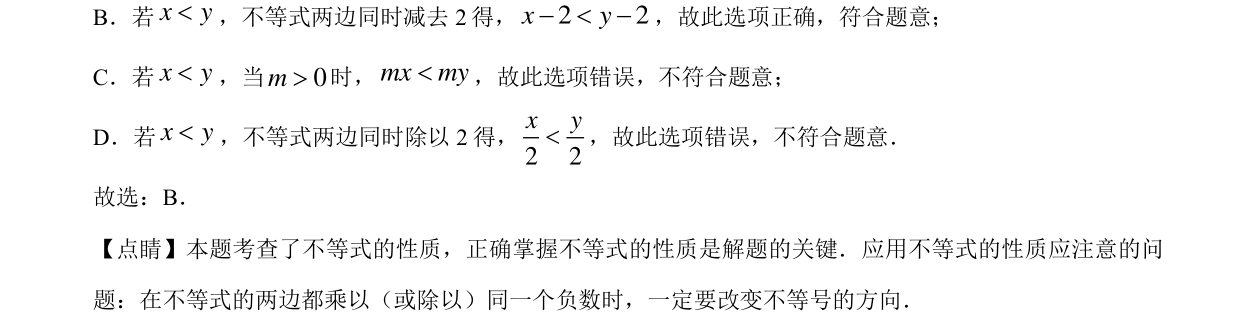 B．若 x < y，不等式两边同时减去 2 得，x−2 < y−2，故此选项正确，符合题意；
C．若 x < y，当 m > 0 时，mx < my，故此选项错误，不符合题意；
D．若 x < y，不等式两边同时除以 2 得，x/2 < y/2，故此选项错误，不符合题意．
故选：B．
【点睛】本题考查了不等式的性质，正确掌握不等式的性质是解题的关键．应用不等式的性质应注意的问
题：在不等式的两边都乘以（或除以）同一个负数时，一定要改变不等号的方向．